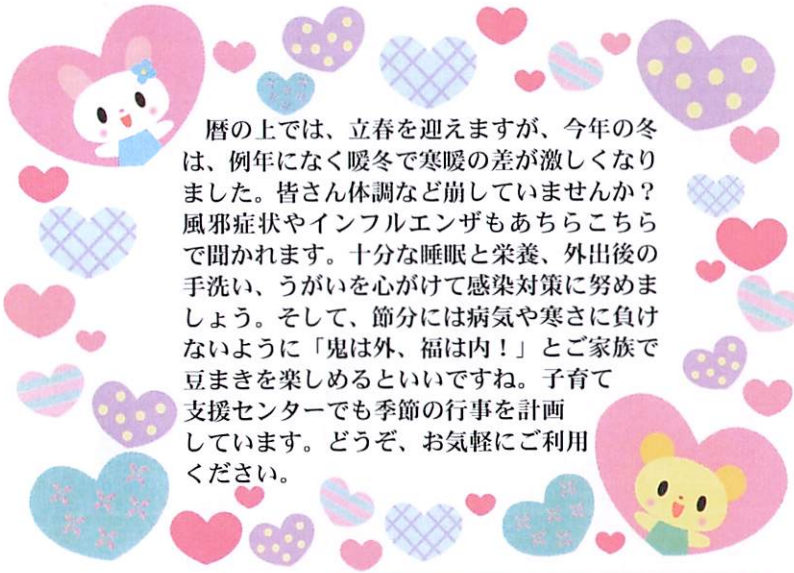 暦の上では、立春を迎えますが、今年の冬
は、例年になく暖冬で寒暖の差が激しくなり
ました。皆さん体調など崩していませんか？
風邪症状やインフルエンザもあちらこちら
で聞かれます。十分な睡眠と栄養、外出後の
手洗い、うがいを心がけて感染対策に努めま
しょう。そして、節分には病気や寒さに負け
ないように「鬼は外、福は内！」とご家族で
豆まきを楽しめるといいですね。子育て
支援センターでも季節の行事を計画
しています。どうぞ、お気軽にご利用
ください。